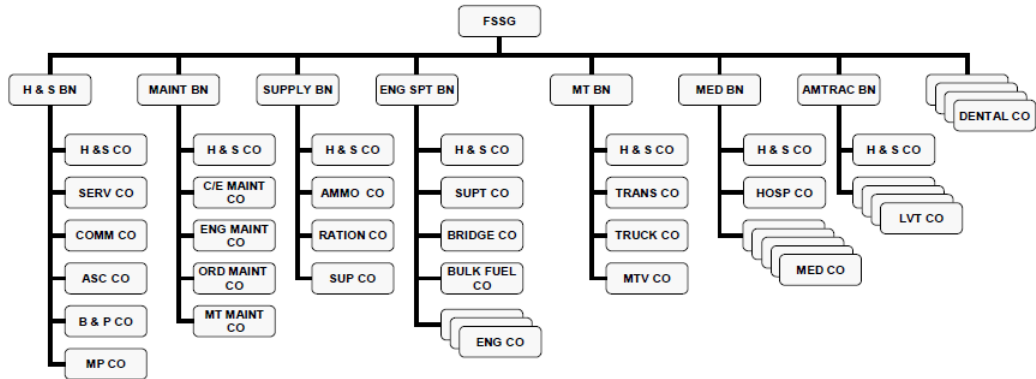 FSSG
H & S BN
MAINT BN
SUPPLY BN
ENG SPT BN
MT BN
MED BN
AMTRAC BN
DENTAL CO
H &S CO
SERV CO
COMM CO
ASC CO
B & P CO
MP CO
H & S CO
C/E MAINT
CO
ENG MAINT
CO
ORD MAINT
CO
MT MAINT
CO
H & S CO
AMMO CO
RATION CO
SUP CO
H & S CO
SUPT CO
BRIDGE CO
BULK FUEL
CO
ENG CO
H & S CO
TRANS CO
TRUCK CO
MTV CO
H & S CO
HOSP CO
MED CO
H & S CO
LVT CO